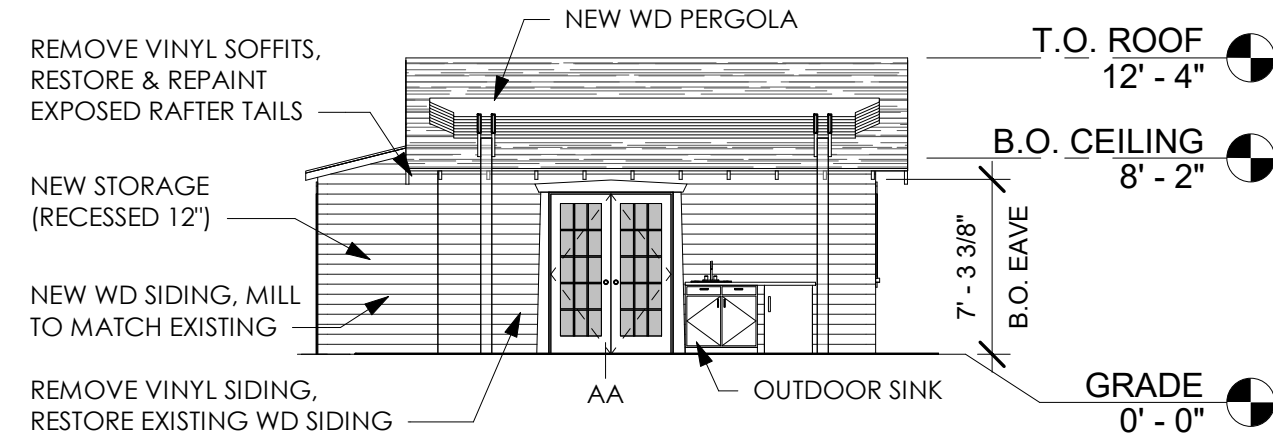 NEW WD PERGOLA
REMOVE VINYL SOFFITS,
RESTORE & REPAINT
EXPOSED RAFTER TAILS
NEW STORAGE
(RECESSED 12")
NEW WD SIDING, MILL
TO MATCH EXISTING
REMOVE VINYL SIDING,
RESTORE EXISTING WD SIDING
AA
OUTDOOR SINK
T.O. ROOF
12' - 4"
B.O. CEILING
8' - 2"
7' - 3 3/8"
B.O. EAVE
GRADE
0' - 0"